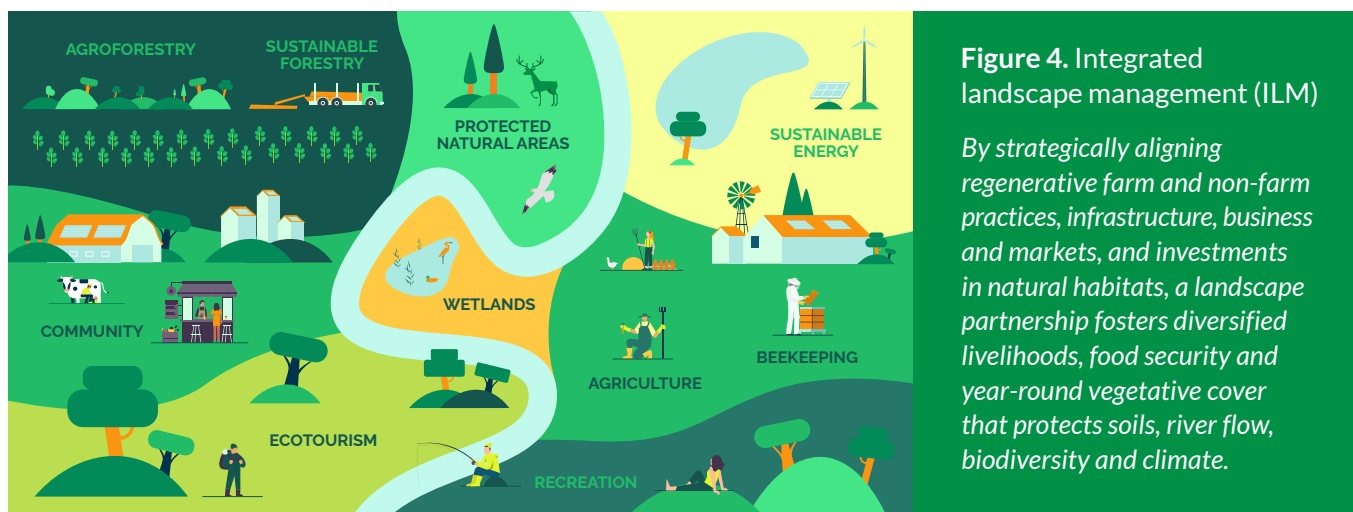 AGROFORESTRY
SUSTAINABLE
FORESTRY
PROTECTED
NATURAL AREAS
SUSTAINABLE
ENERGY
WETLANDS
COMMUNITY
AGRICULTURE
BEEKEEPING
ECOTOURISM
RECREATION
Figure 4. Integrated
landscape management (ILM)
By strategically aligning
regenerative farm and non-farm
practices, infrastructure, business
and markets, and investments
in natural habitats, a landscape
partnership fosters diversified
livelihoods, food security and
year-round vegetative cover
that protects soils, river flow,
biodiversity and climate.